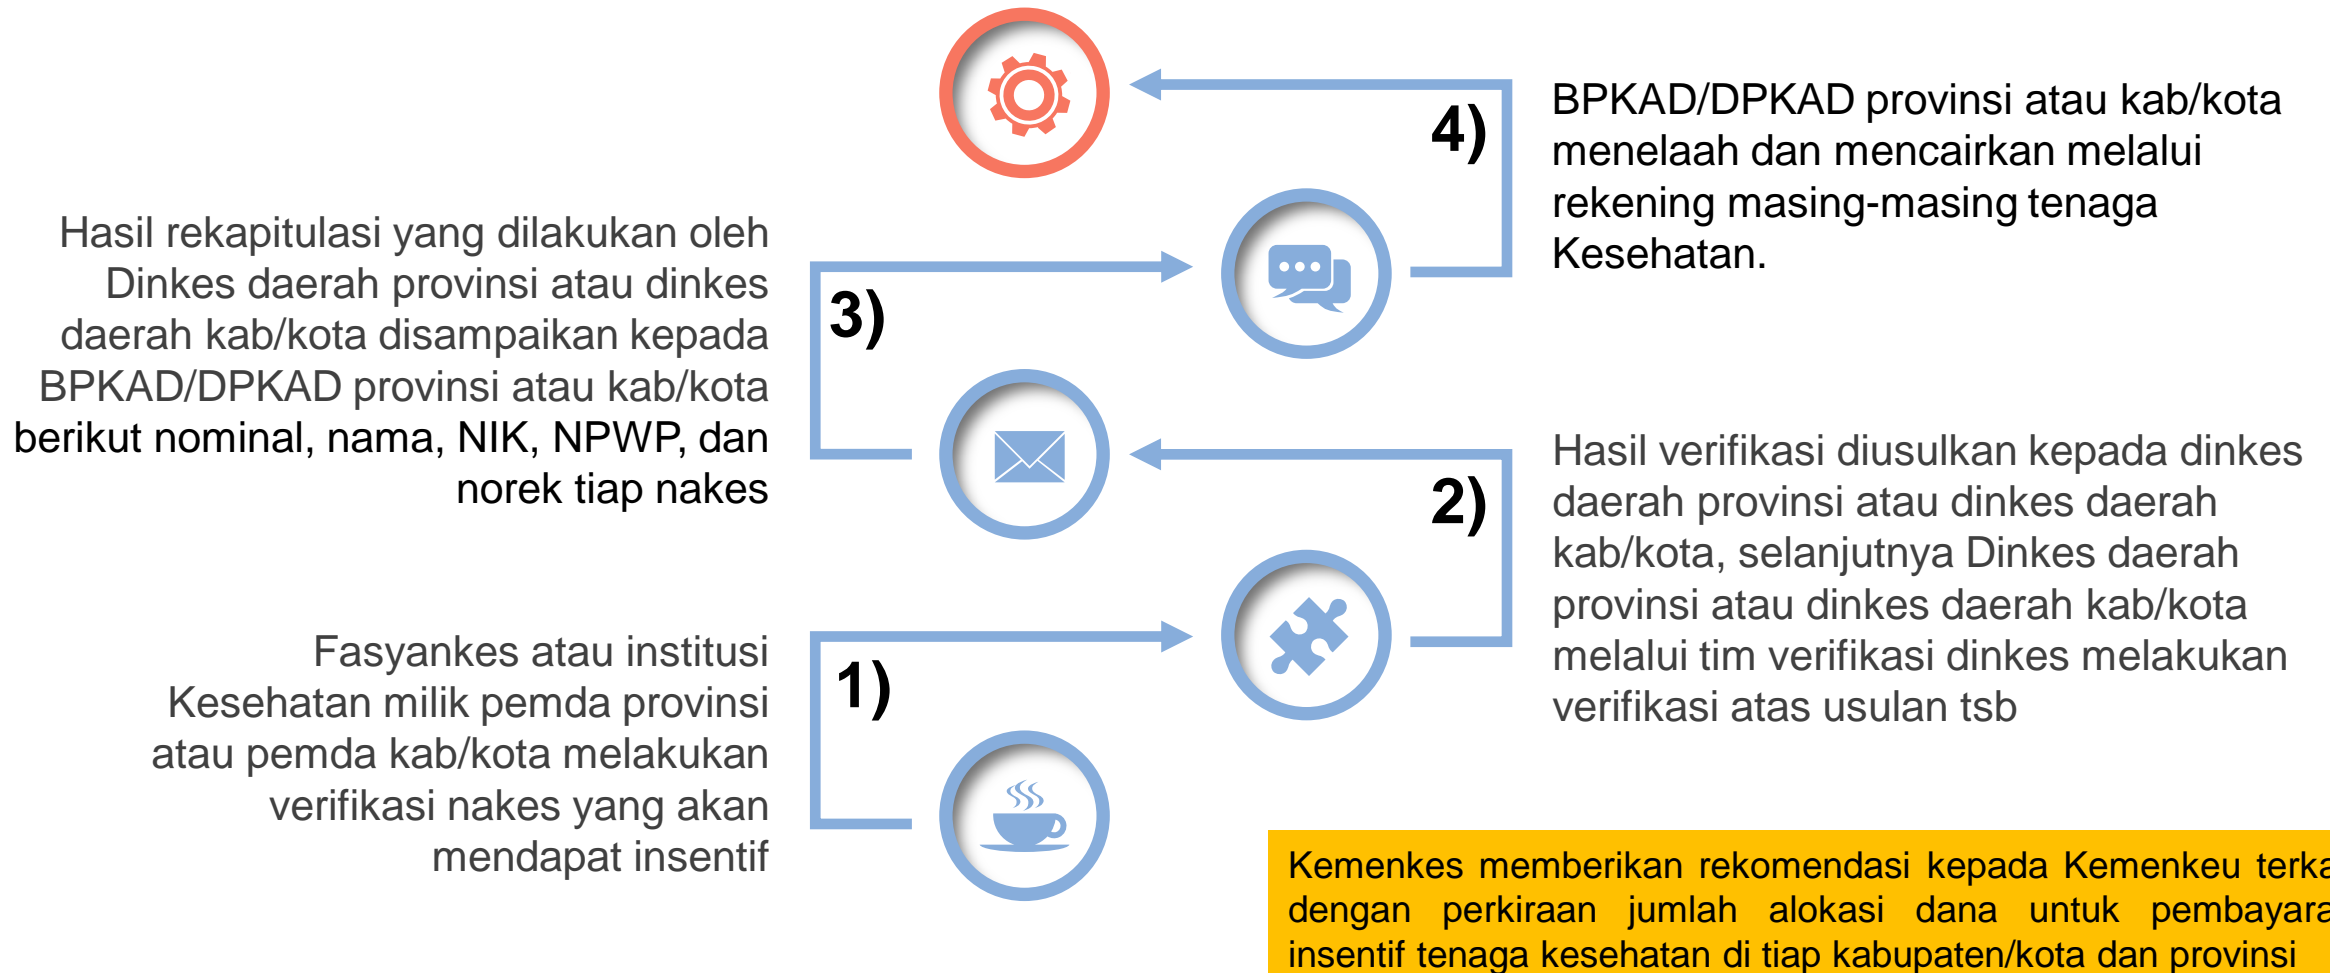 4)
BPKAD/DPKAD provinsi atau kab/kota
menelaah dan mencairkan melalui
rekening masing-masing tenaga
Kesehatan.
Hasil rekapitulasi yang dilakukan oleh
Dinkes daerah provinsi atau dinkes
daerah kab/kota disampaikan kepada
BPKAD/DPKAD provinsi atau kab/kota
berikut nominal, nama, NIK, NPWP, dan
norek tiap nakes
3)
2)
Hasil verifikasi diusulkan kepada dinkes
daerah provinsi atau dinkes daerah
kab/kota, selanjutnya Dinkes daerah
provinsi atau dinkes daerah kab/kota
melalui tim verifikasi dinkes melakukan
verifikasi atas usulan tsb
Fasyankes atau institusi
Kesehatan milik pemda provinsi
atau pemda kab/kota melakukan
verifikasi nakes yang akan
mendapat insentif
1)
Kemenkes memberikan rekomendasi kepada Kemenkeu
dengan perkiraan jumlah alokasi dana untuk
insentif tenaga kesehatan di tiap kabupaten/kota dan provinsi